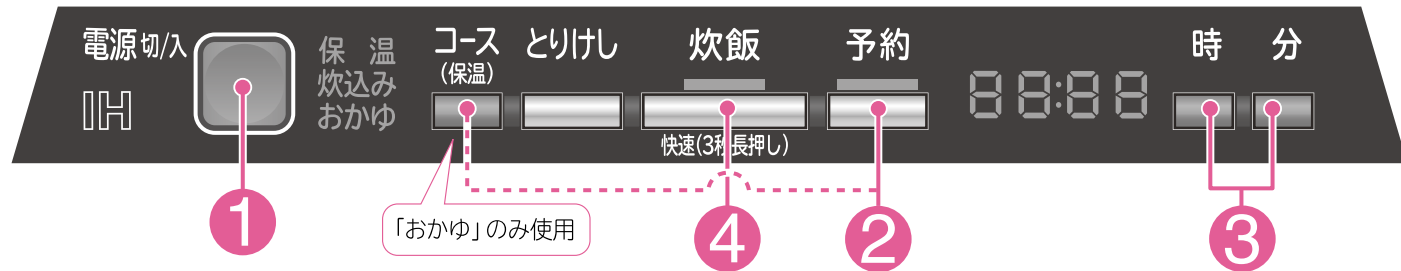 電源切/入
IH
保 温
炊込み
おかゆ
コース
(保温)
とりけし
炊飯
快速(3秒長押し)
予約
88:88
時
分
「おかゆ」のみ使用
1
4
2
3